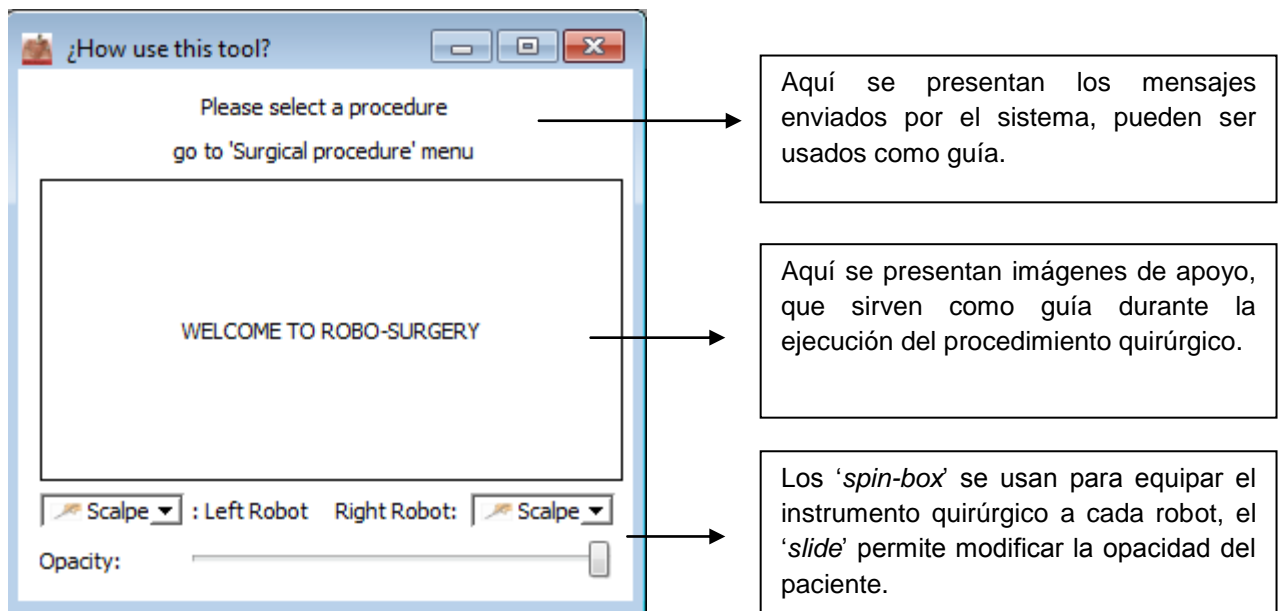 ¿How use this tool?
Please select a procedure
go to 'Surgical procedure' menu
WELCOME TO ROBO-SURGERY
Scalpe : Left Robot Right Robot: Scalpe
Opacity:
Aquí se presentan los mensajes
enviados por el sistema, pueden ser
usados como guía.
Aquí se presentan imágenes de apoyo,
que sirven como guía durante la
ejecución del procedimiento quirúrgico.
Los ‘spin-box’ se usan para equipar el
instrumento quirúrgico a cada robot, el
‘slide’ permite modificar la opacidad del
paciente.